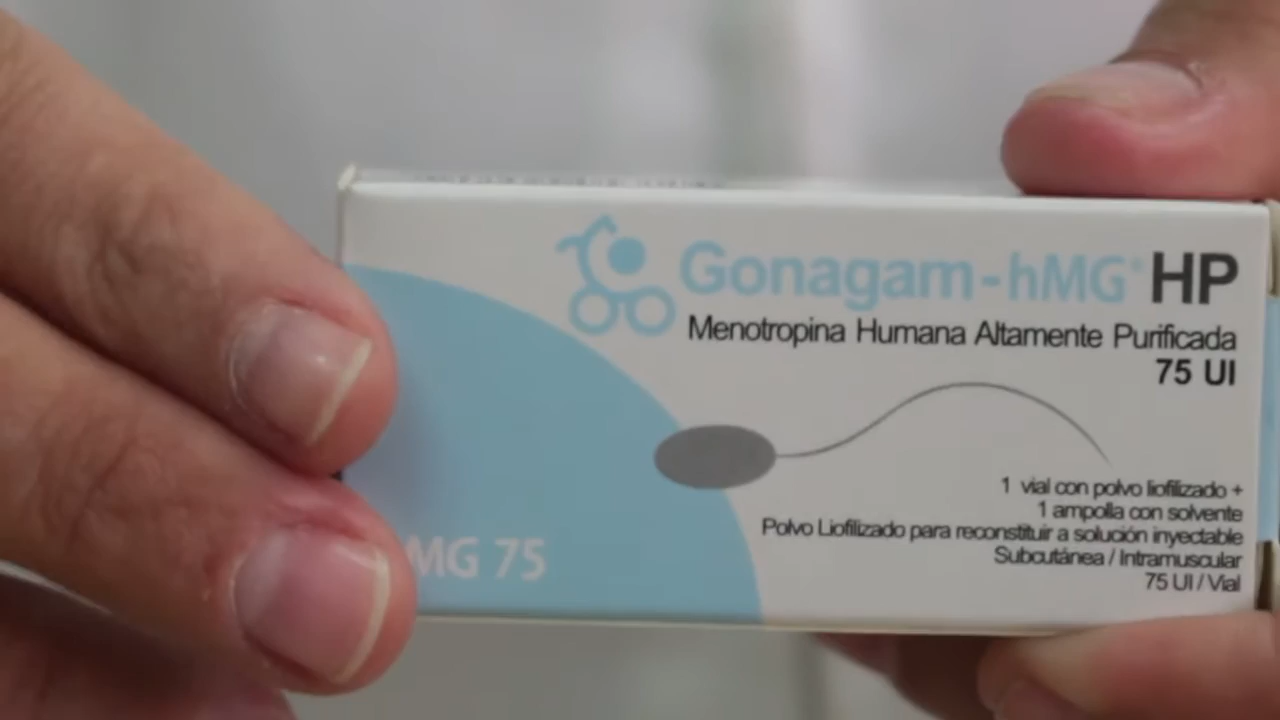 Gonagam-hMG® HP
Menotropina Humana Altamente Purificada
75 UI
1 vial con polvo liofilizado +
1 ampolla con solvente
Polvo Liofilizado para reconstituir a solución inyectable
Subcutánea / Intramuscular
75 UI / Vial
MG 75